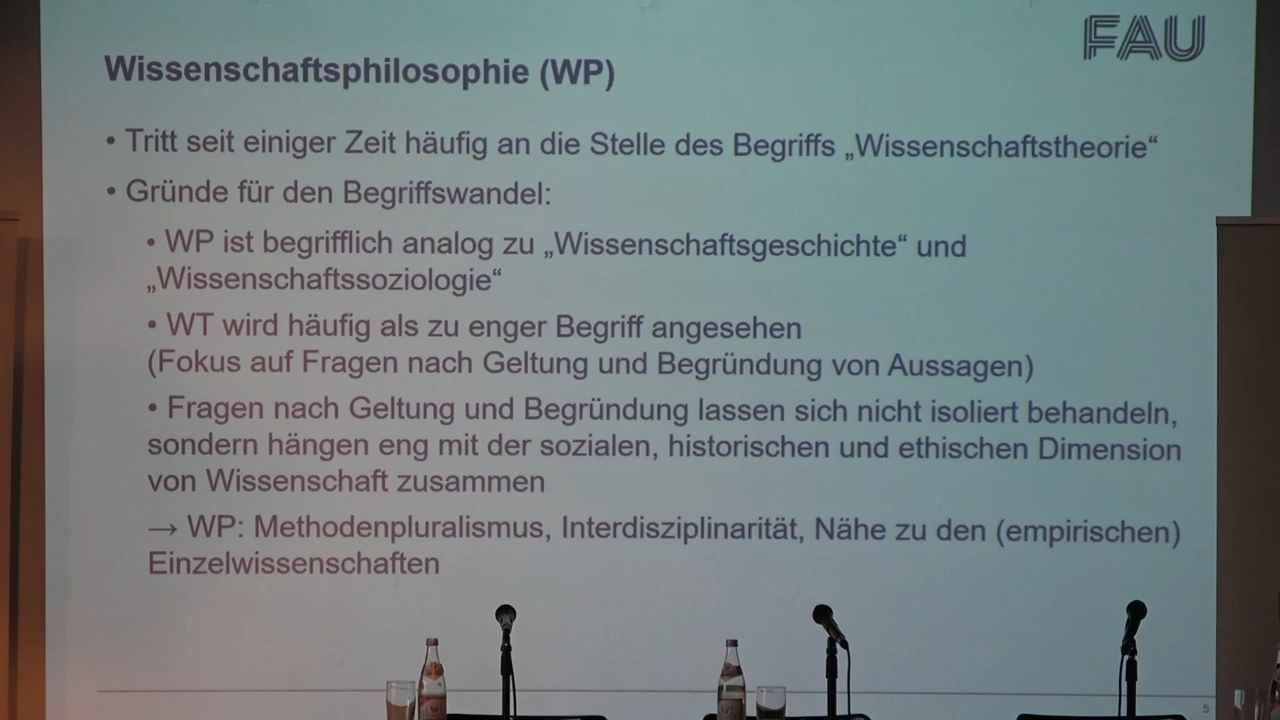 FAU
Wissenschaftsphilosophie (WP)
• Tritt seit einiger Zeit häufig an die Stelle des Begriffs „Wissenschaftstheorie“
• Gründe für den Begriffswandel:
• WP ist begrifflich analog zu „Wissenschaftsgeschichte“ und
„Wissenschaftssoziologie“
• WT wird häufig als zu enger Begriff angesehen
(Fokus auf Fragen nach Geltung und Begründung von Aussagen)
• Fragen nach Geltung und Begründung lassen sich nicht isoliert behandeln,
sondern hängen eng mit der sozialen, historischen und ethischen Dimension
von Wissenschaft zusammen
→ WP: Methodenpluralismus, Interdisziplinarität, Nähe zu den (empirischen)
Einzelwissenschaften
5